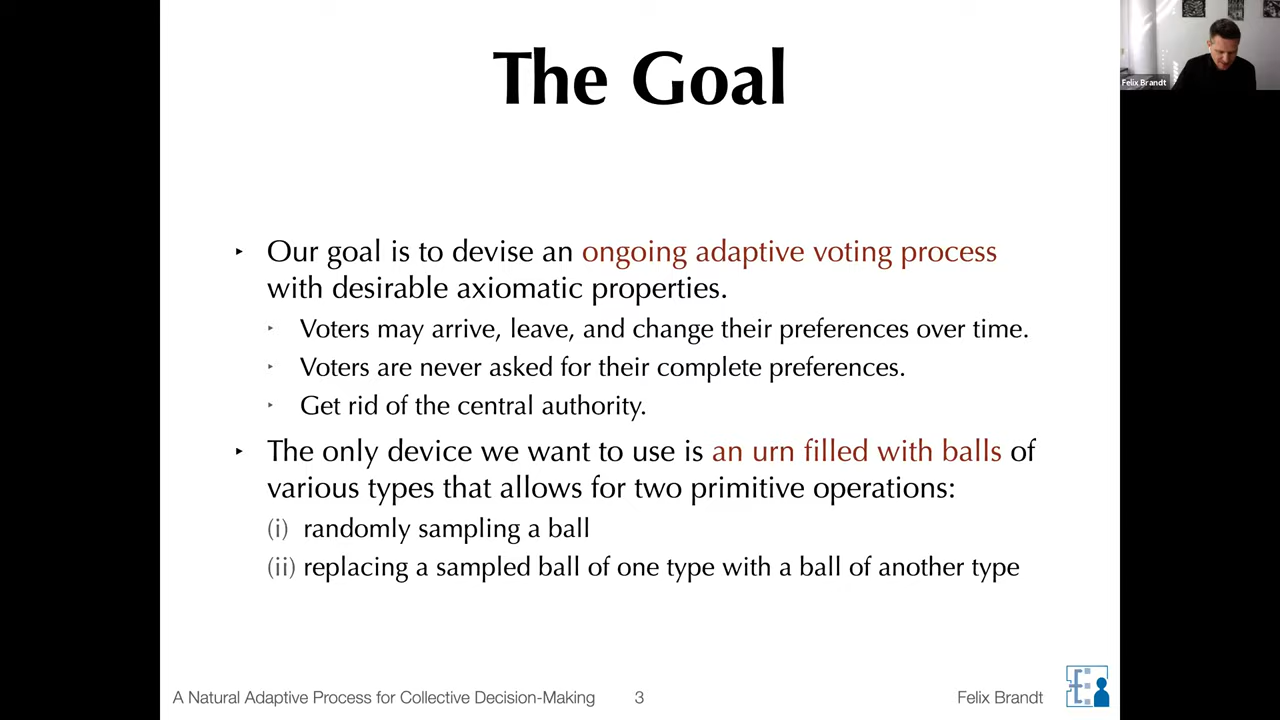 The Goal
Felix Brandt
‣ Our goal is to devise an ongoing adaptive voting process
with desirable axiomatic properties.
‣ Voters may arrive, leave, and change their preferences over time.
‣ Voters are never asked for their complete preferences.
‣ Get rid of the central authority.
‣ The only device we want to use is an urn filled with balls of
various types that allows for two primitive operations:
(i) randomly sampling a ball
(ii) replacing a sampled ball of one type with a ball of another type
A Natural Adaptive Process for Collective Decision-Making 3 Felix Brandt